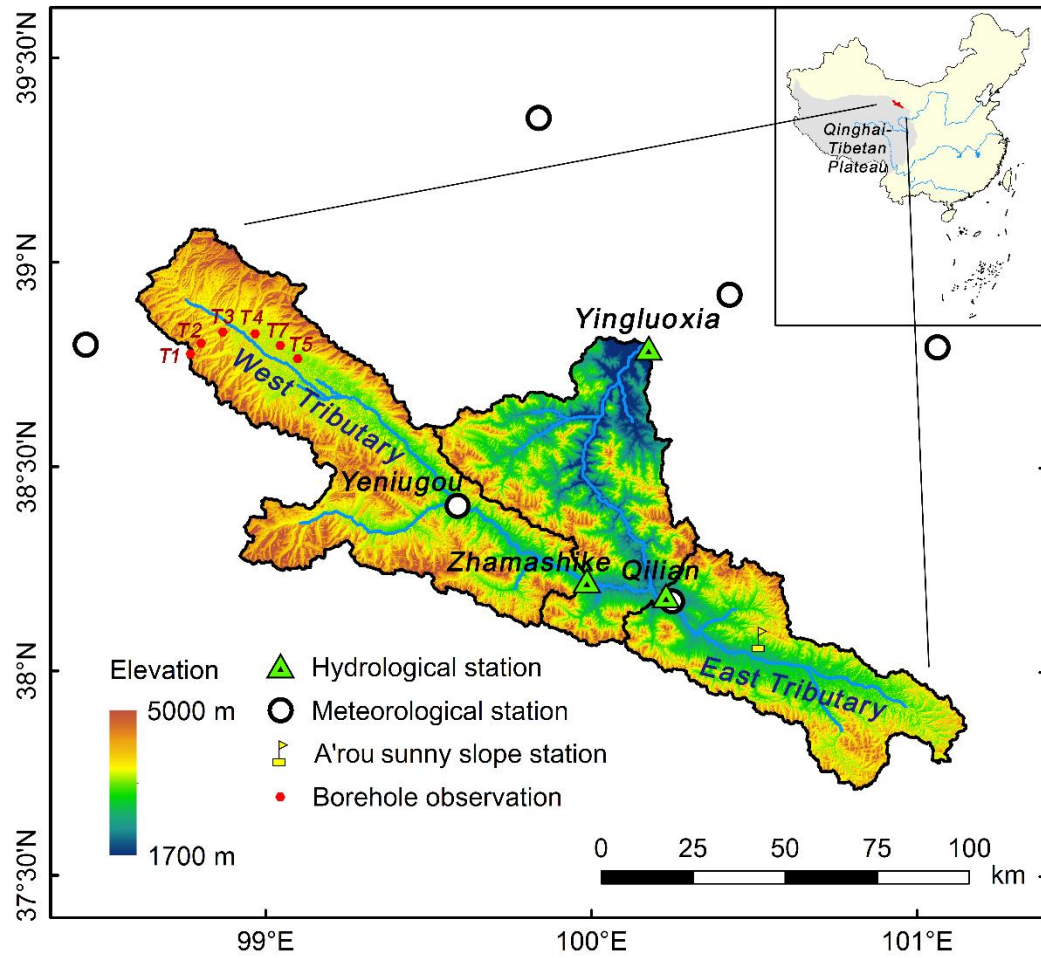 39°30'N
39°N
38°30'N
38°N
37°30'N
Qinghai-
Tibetan
Plateau
Yingluoxia
T3
T4
T2
T7
T1
T5
West Tributary
Yeniugou
Zhamashike
Qilian
East Tributary
Elevation
5000 m
1700 m
Hydrological station
Meteorological station
A'rou sunny slope station
Borehole observation
0
25
50
75
100
km
99°E
100°E
101°E